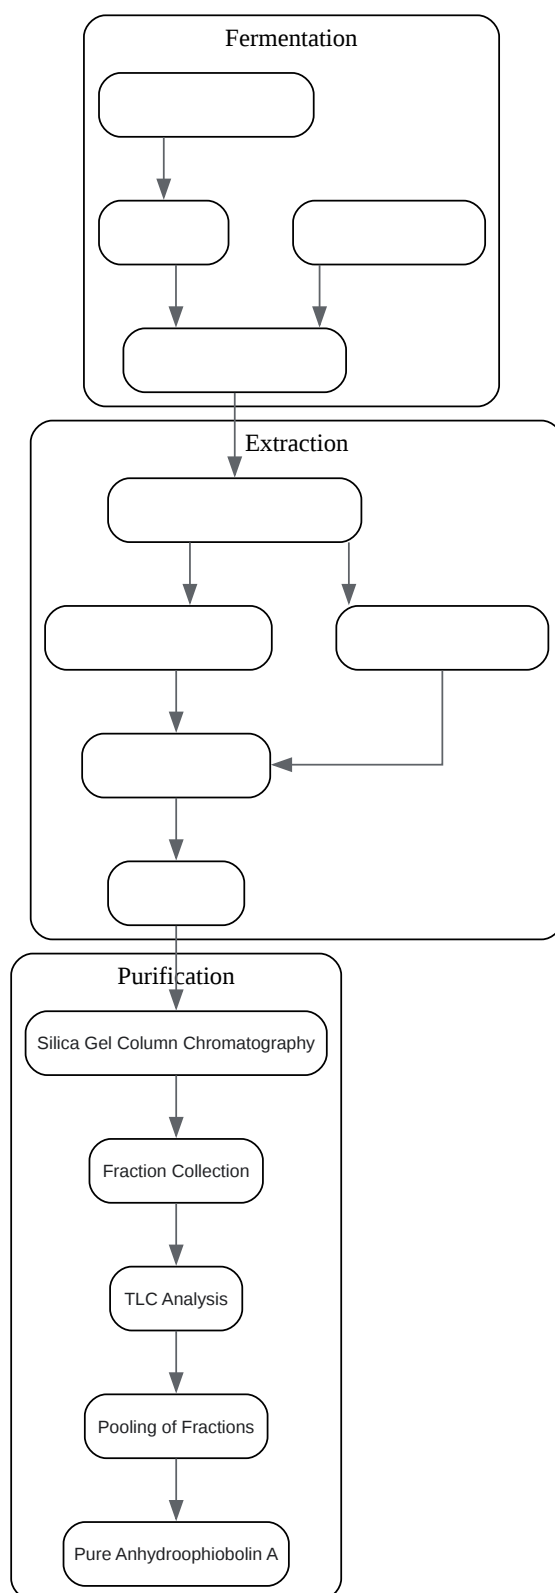 Fermentation
Extraction
Purification
Silica Gel Column Chromatography
Fraction Collection
TLC Analysis
Pooling of Fractions
Pure Anhydroophiobolin A